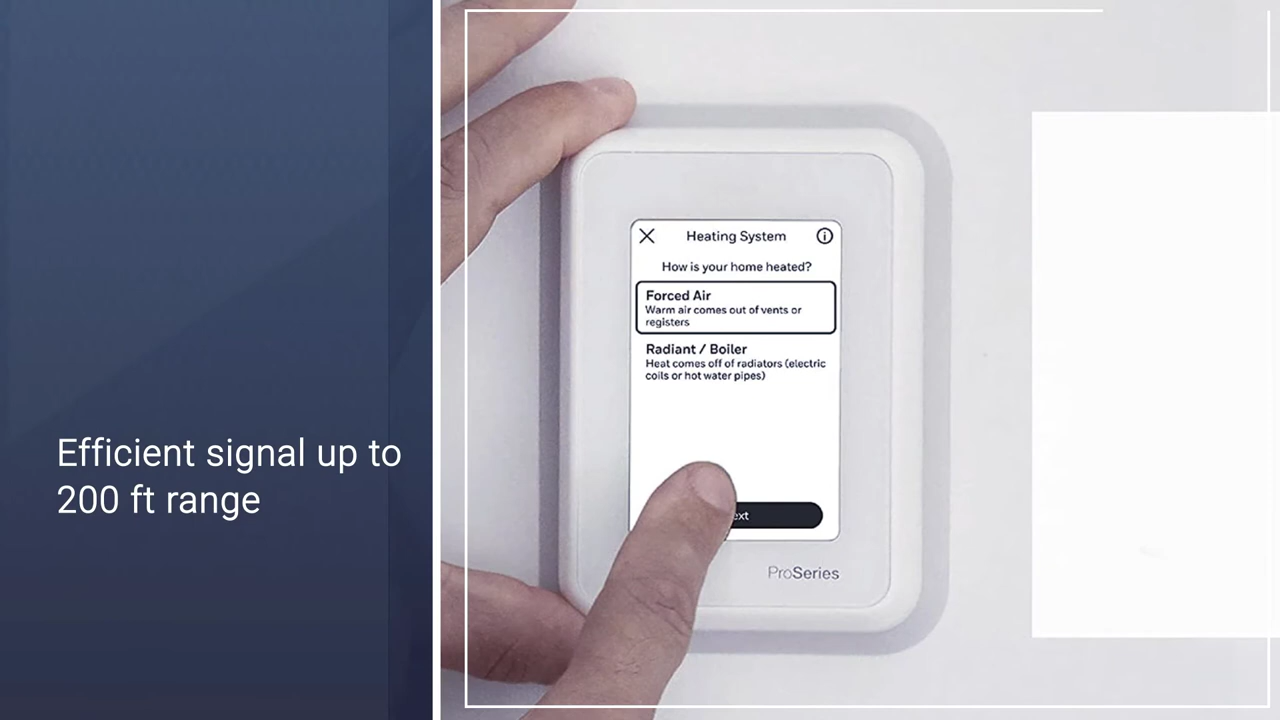 Efficient signal up to
200 ft range
Heating System
How is your home heated?
Forced Air
Warm air comes out of vents or
registers
Radiant / Boiler
Heat comes off of radiators (electric
coils or hot water pipes)
ProSeries